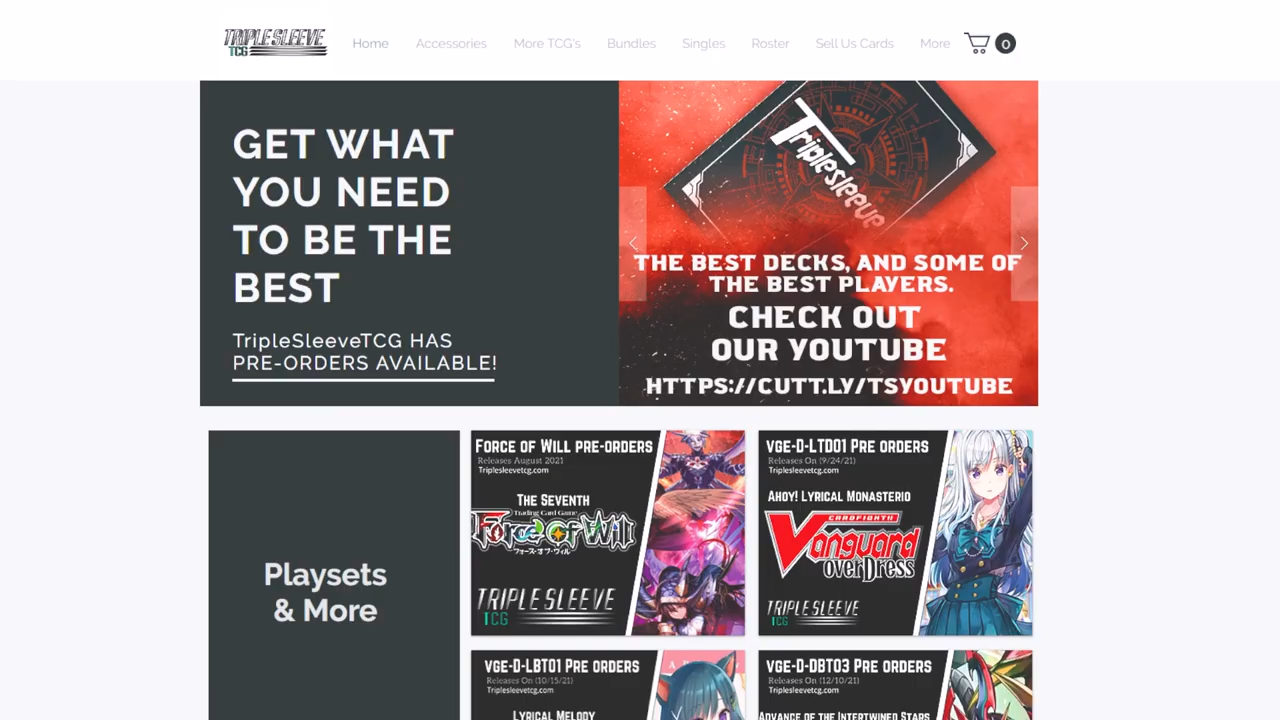 TRIPLE SLEEVE
TCG
Home
Accessories
More TCG's
Bundles
Singles
Roster
Sell Us Cards
More
0
GET WHAT
YOU NEED
TO BE THE
BEST
TripleSleeveTCG HAS
PRE-ORDERS AVAILABLE!
Triplesleeve
THE BEST DECKS, AND SOME OF
THE BEST PLAYERS.
CHECK OUT
OUR YOUTUBE
HTTPS://CUTT.LY/TSYOUTUBE
Playsets
& More
FORCE OF WILL PRE-ORDERS
Releases August 2021
Triplesleevetcg.com
THE SEVENTH
Trading Card Game
Force Of Will
フォース・オブ・ウィル
TRIPLE SLEEVE
TCG
VGE-D-LTD01 PRE ORDERS
Releases On (9/24/21)
Triplesleevetcg.com
AHOY! LYRICAL MONASTERIO
CARDFIGHT!!
Vanguard
overDress
TRIPLE SLEEVE
TCG
VGE-D-LBT01 PRE ORDERS
Releases On (10/15/21)
Triplesleevetcg.com
LYRICAL MELODY
VGE-D-DBT03 PRE ORDERS
Releases On (12/10/21)
Triplesleevetcg.com
ADVANCE OF THE INTERTWINED STARS